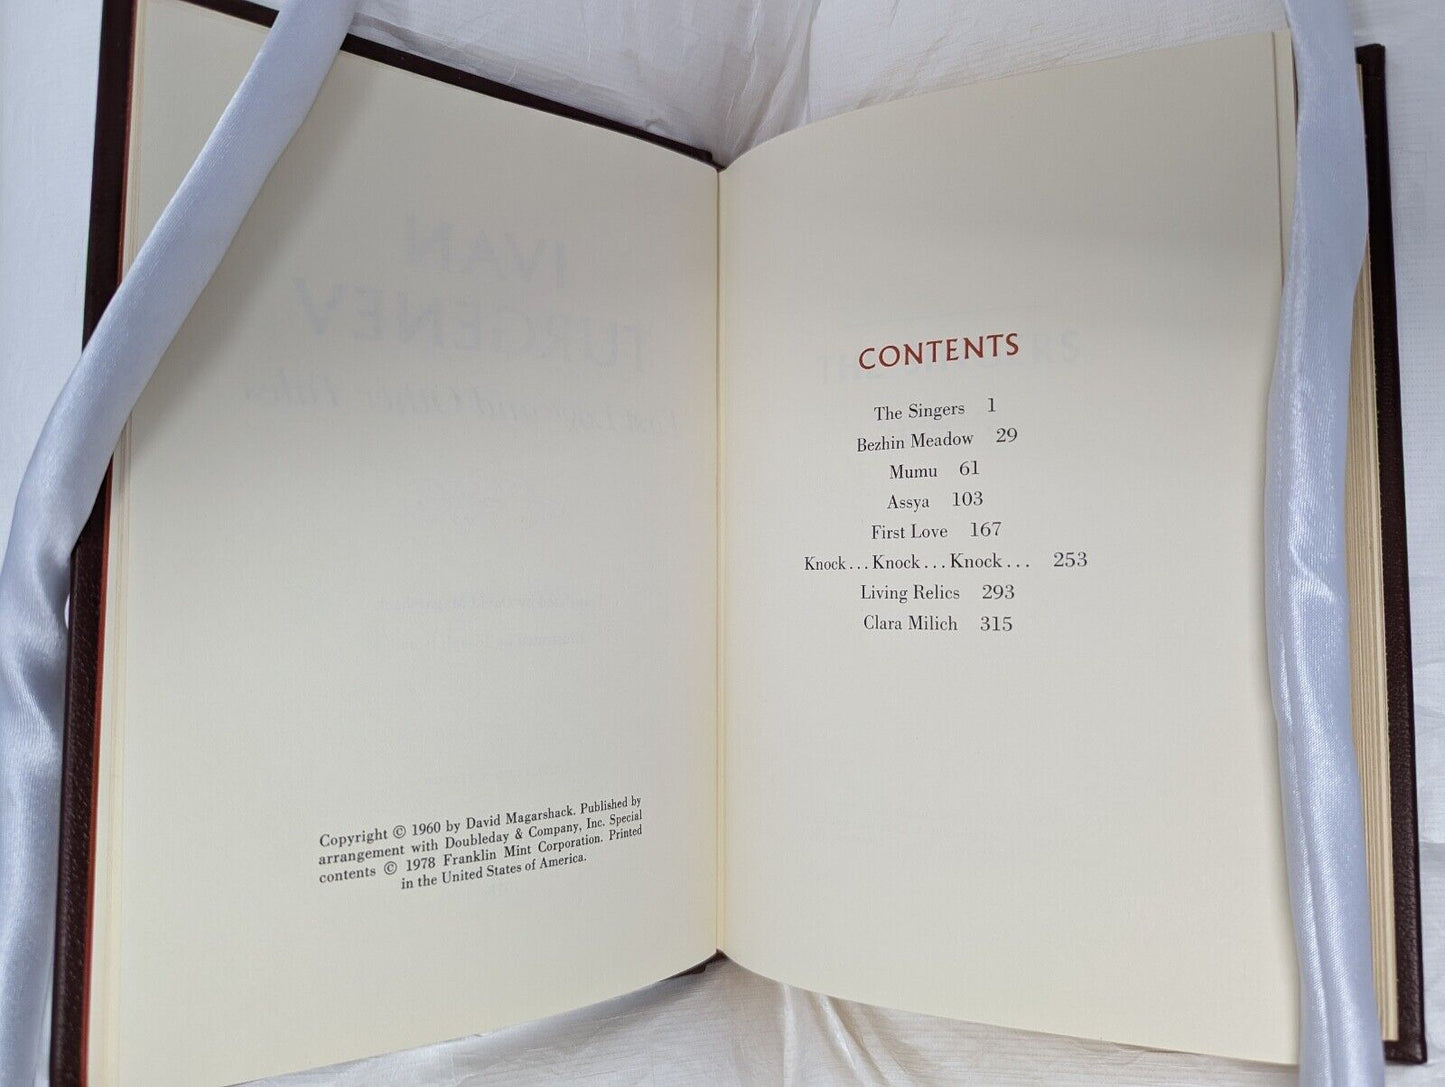 Copyright © 1960 by David Magarshack. Published by
arrangement with Doubleday & Company, Inc. Special
contents © 1978 Franklin Mint Corporation. Printed
in the United States of America.
CONTENTS
The Singers 1
Bezhin Meadow 29
Mumu 61
Assya 103
First Love 167
Knock... Knock... Knock... 253
Living Relics 293
Clara Milich 315
IVAN
TURGENEV